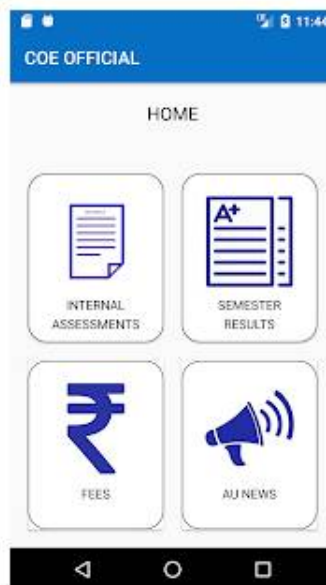 11:44
COE OFFICIAL
HOME
A+
INTERNAL
ASSESSMENTS
SEMESTER
RESULTS
₹
FEES
AU NEWS